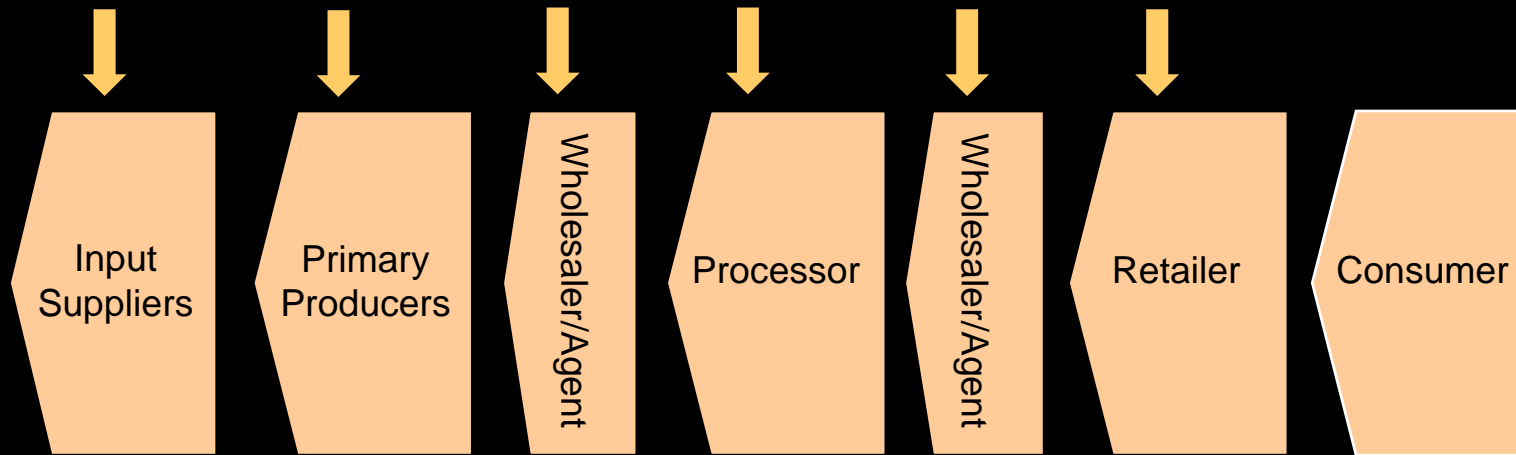 Input
Suppliers
Primary
Producers
Wholesaler/Agent
Processor
Wholesaler/Agent
Retailer
Consumer